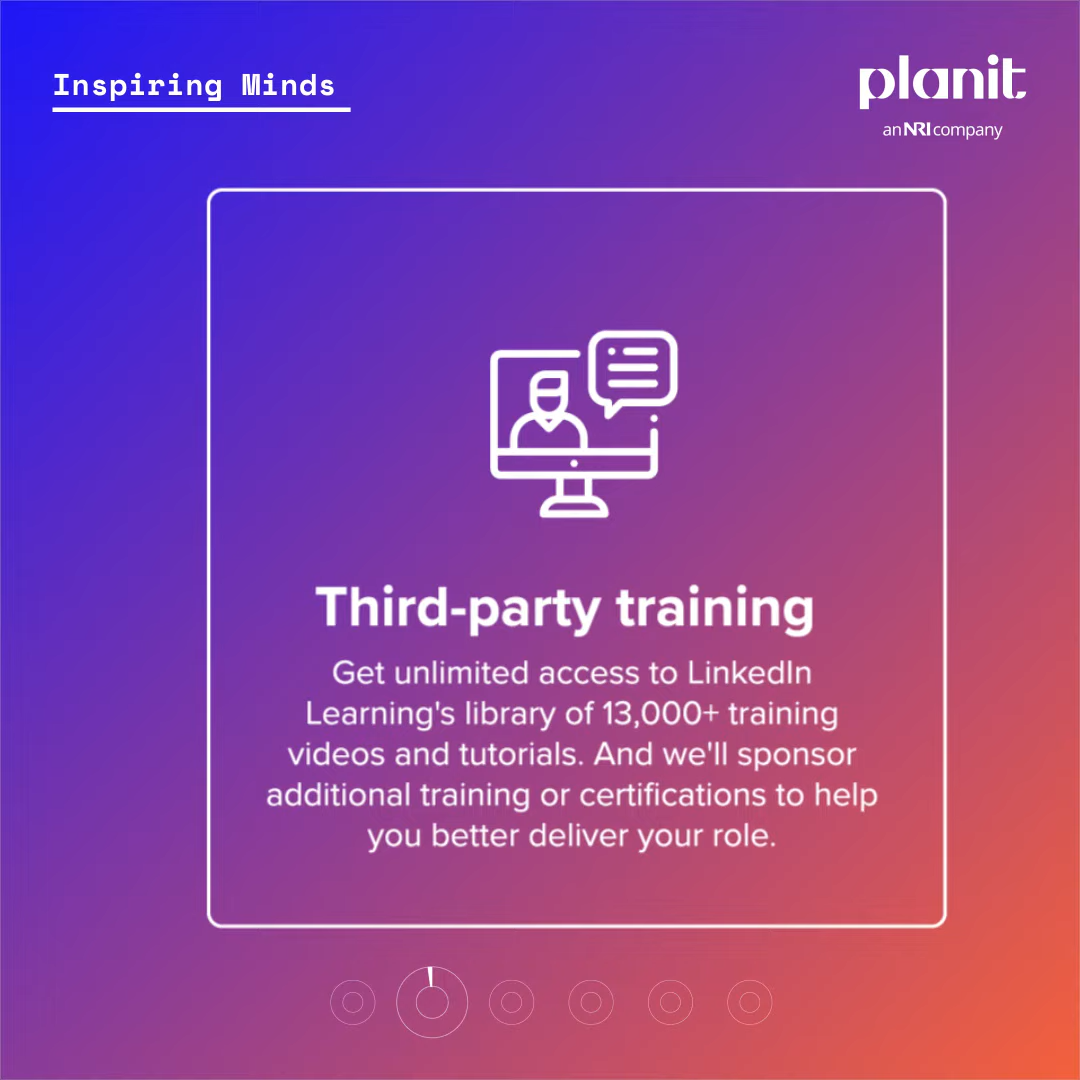 Inspiring Minds
planit
an NRI company
Third-party training
Get unlimited access to LinkedIn
Learning's library of 13,000+ training
videos and tutorials. And we'll sponsor
additional training or certifications to help
you better deliver your role.